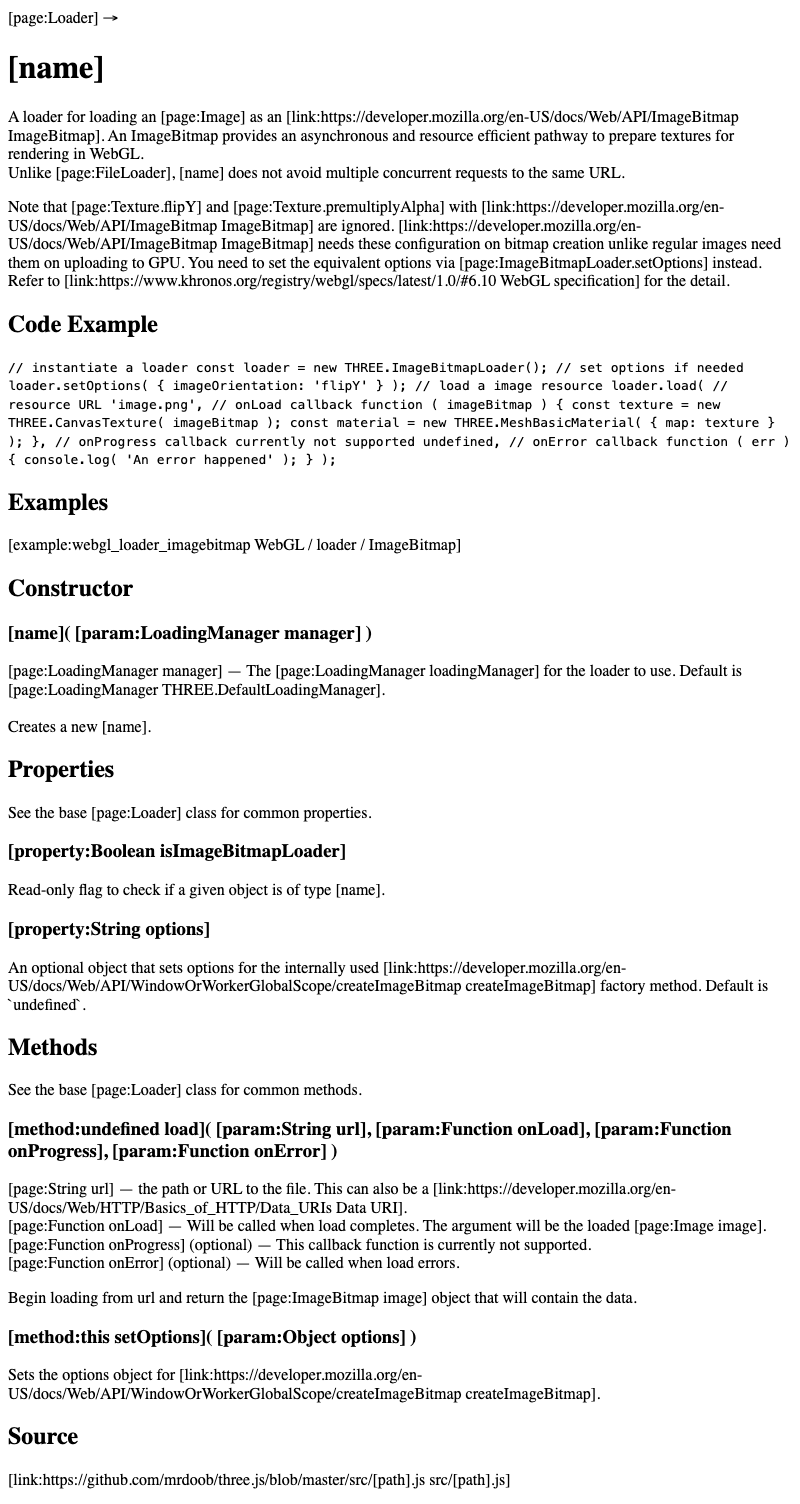 [page:Loader] →
[name]
A loader for loading an [page:Image] as an [link:https://developer.mozilla.org/en-US/docs/Web/API/ImageBitmap
ImageBitmap]. An ImageBitmap provides an asynchronous and resource efficient pathway to prepare textures for
rendering in WebGL.
Unlike [page:FileLoader], [name] does not avoid multiple concurrent requests to the same URL.
Note that [page:Texture.flipY] and [page:Texture.premultiplyAlpha] with [link:https://developer.mozilla.org/en-
US/docs/Web/API/ImageBitmap ImageBitmap] are ignored. [link:https://developer.mozilla.org/en-
US/docs/Web/API/ImageBitmap ImageBitmap] needs these configuration on bitmap creation unlike regular images need
them on uploading to GPU. You need to set the equivalent options via [page:ImageBitmapLoader.setOptions] instead.
Refer to [link:https://www.khronos.org/registry/webgl/specs/latest/1.0/#6.10 WebGL specification] for the detail.
Code Example
// instantiate a loader const loader = new THREE.ImageBitmapLoader(); // set options if needed
loader.setOptions( { imageOrientation: 'flipY' } ); // load a image resource loader.load( //
resource URL 'image.png', // onLoad callback function ( imageBitmap ) { const texture = new
THREE.CanvasTexture( imageBitmap ); const material = new THREE.MeshBasicMaterial( { map: texture }
); }, // onProgress callback currently not supported undefined, // onError callback function ( err )
{ console.log( 'An error happened' ); } );
Examples
[example:webgl_loader_imagebitmap WebGL / loader / ImageBitmap]
Constructor
[name]( [param:LoadingManager manager] )
[page:LoadingManager manager] — The [page:LoadingManager loadingManager] for the loader to use. Default is
[page:LoadingManager THREE.DefaultLoadingManager].
Creates a new [name].
Properties
See the base [page:Loader] class for common properties.
[property:Boolean isImageBitmapLoader]
Read-only flag to check if a given object is of type [name].
[property:String options]
An optional object that sets options for the internally used [link:https://developer.mozilla.org/en-
US/docs/Web/API/WindowOrWorkerGlobalScope/createImageBitmap createImageBitmap] factory method. Default is
`undefined`.
Methods
See the base [page:Loader] class for common methods.
[method:undefined load]( [param:String url], [param:Function onLoad], [param:Function
onProgress], [param:Function onError] )
[page:String url] — the path or URL to the file. This can also be a [link:https://developer.mozilla.org/en-
US/docs/Web/HTTP/Basics_of_HTTP/Data_URIs Data URI].
[page:Function onLoad] — Will be called when load completes. The argument will be the loaded [page:Image image].
[page:Function onProgress] (optional) — This callback function is currently not supported.
[page:Function onError] (optional) — Will be called when load errors.
Begin loading from url and return the [page:ImageBitmap image] object that will contain the data.
[method:this setOptions]( [param:Object options] )
Sets the options object for [link:https://developer.mozilla.org/en-
US/docs/Web/API/WindowOrWorkerGlobalScope/createImageBitmap createImageBitmap].
Source
[link:https://github.com/mrdoob/three.js/blob/master/src/[path].js src/[path].js]